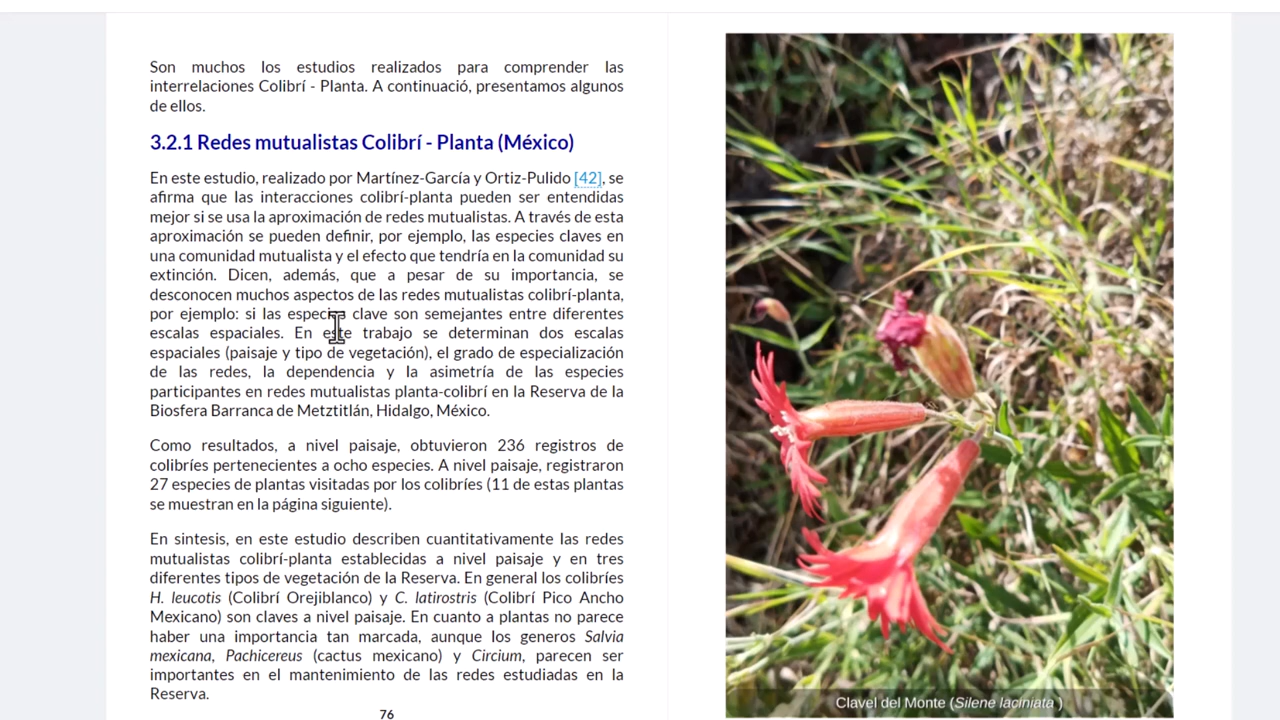 Son muchos los estudios realizados para comprender las
interrelaciones Colibrí - Planta. A continuació, presentamos algunos
de ellos.
3.2.1 Redes mutualistas Colibrí - Planta (México)
En este estudio, realizado por Martínez-García y Ortiz-Pulido [42], se
afirma que las interacciones colibrí-planta pueden ser entendidas
mejor si se usa la aproximación de redes mutualistas. A través de esta
aproximación se pueden definir, por ejemplo, las especies claves en
una comunidad mutualista y el efecto que tendría en la comunidad su
extinción. Dicen, además, que a pesar de su importancia, se
desconocen muchos aspectos de las redes mutualistas colibrí-planta,
por ejemplo: si las especies clave son semejantes entre diferentes
escalas espaciales. En este trabajo se determinan dos escalas
espaciales (paisaje y tipo de vegetación), el grado de especialización
de las redes, la dependencia y la asimetría de las especies
participantes en redes mutualistas planta-colibrí en la Reserva de la
Biosfera Barranca de Metztitlán, Hidalgo, México.
Como resultados, a nivel paisaje, obtuvieron 236 registros de
colibríes pertenecientes a ocho especies. A nivel paisaje, registraron
27 especies de plantas visitadas por los colibríes (11 de estas plantas
se muestran en la página siguiente).
En sintesis, en este estudio describen cuantitativamente las redes
mutualistas colibrí-planta establecidas a nivel paisaje y en tres
diferentes tipos de vegetación de la Reserva. En general los colibríes
H. leucotis (Colibrí Orejiblanco) y C. latirostris (Colibrí Pico Ancho
Mexicano) son claves a nivel paisaje. En cuanto a plantas no parece
haber una importancia tan marcada, aunque los generos Salvia
mexicana, Pachicereus (cactus mexicano) y Circium, parecen ser
importantes en el mantenimiento de las redes estudiadas en la
Reserva.
76
Clavel del Monte (Silene laciniata )